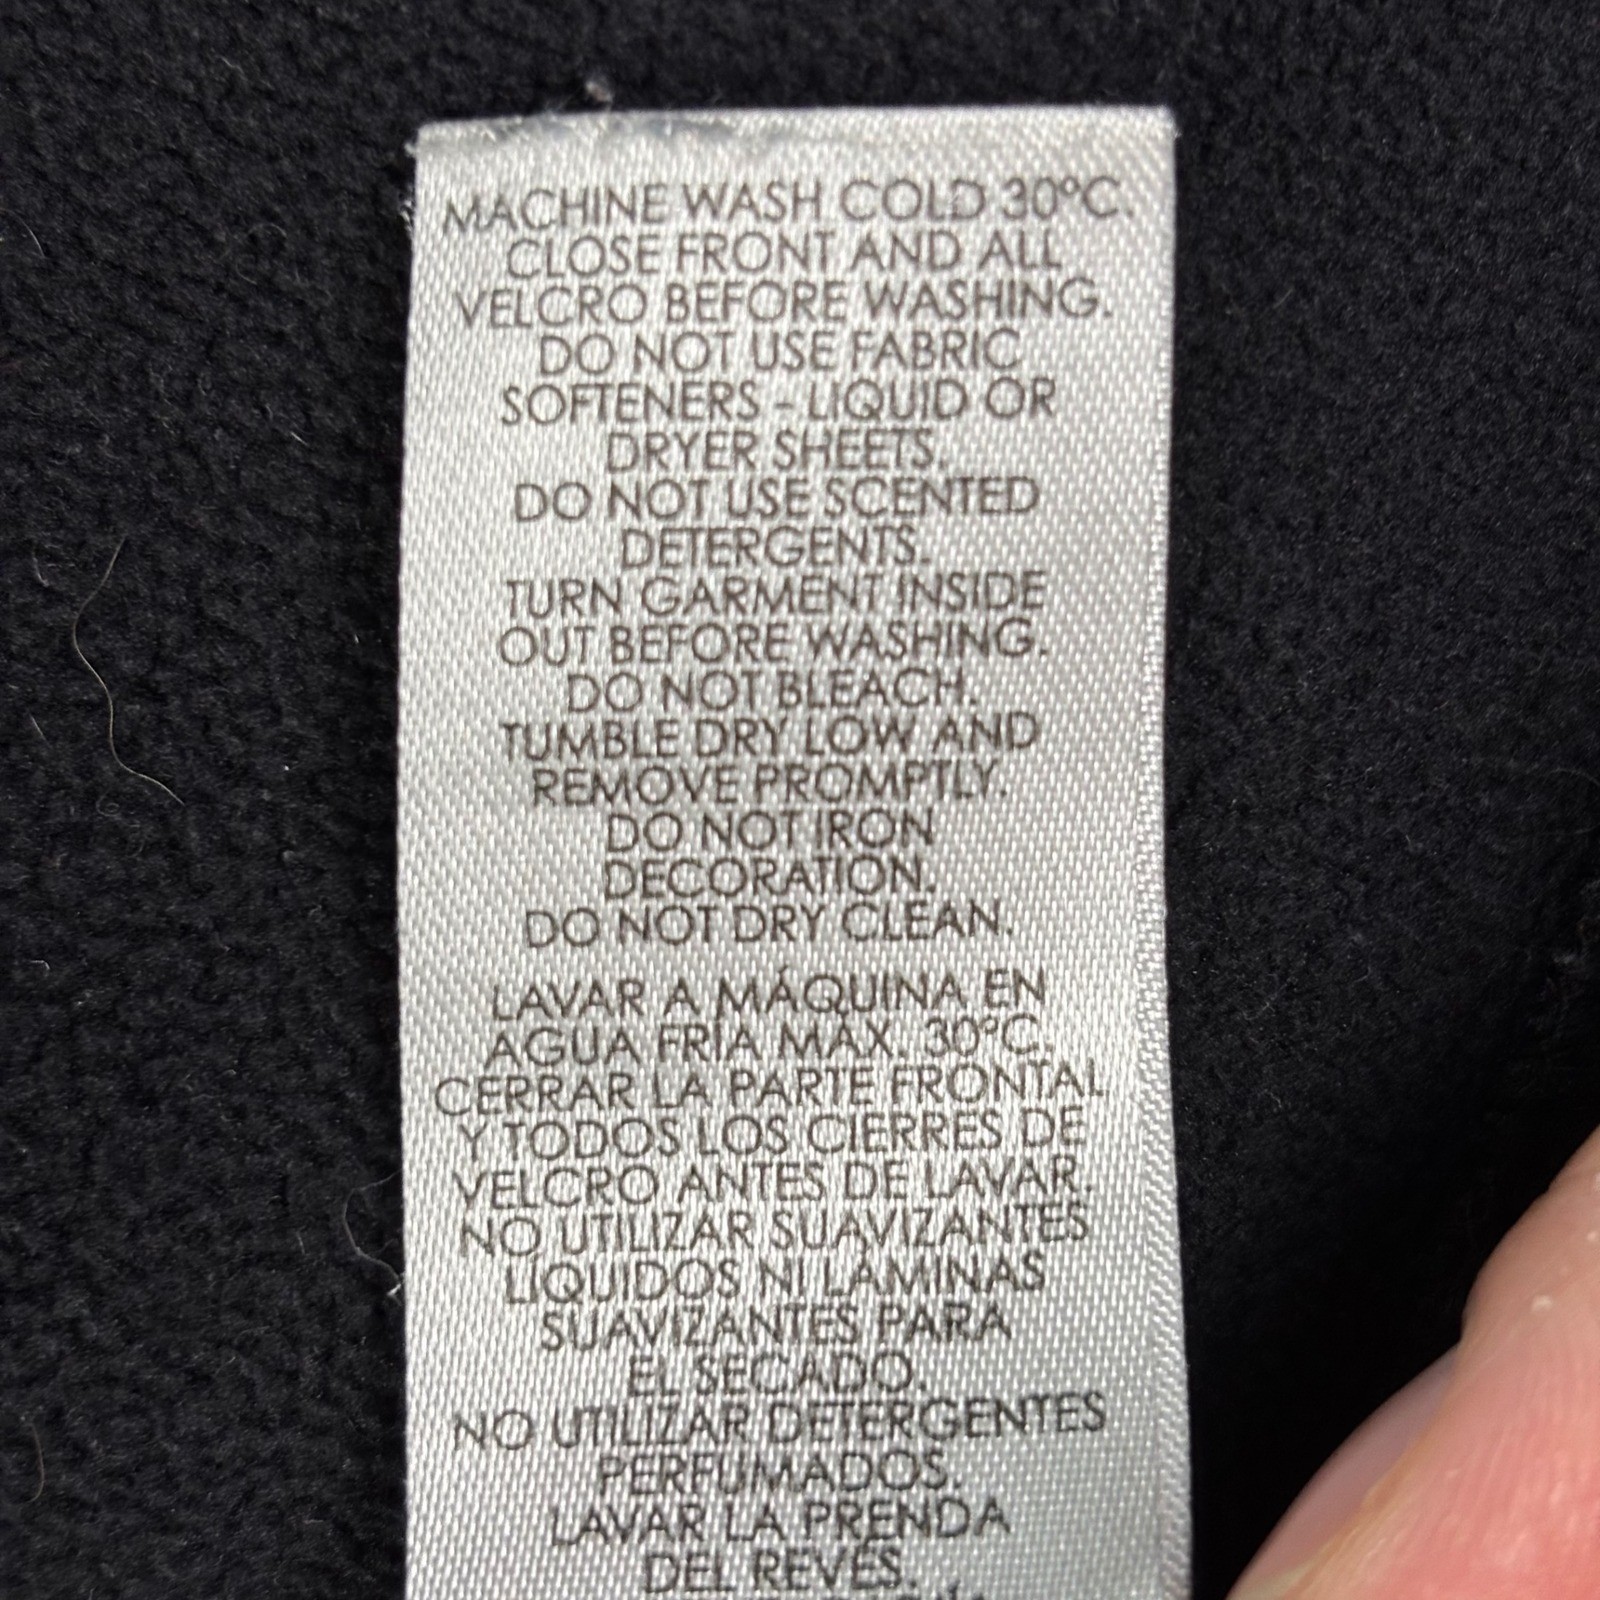 MACHINE WASH COLD 30°C.
CLOSE FRONT AND ALL
VELCRO BEFORE WASHING.
DO NOT USE FABRIC
SOFTENERS - LIQUID OR
DRYER SHEETS.
DO NOT USE SCENTED
DETERGENTS.
TURN GARMENT INSIDE
OUT BEFORE WASHING.
DO NOT BLEACH.
TUMBLE DRY LOW AND
REMOVE PROMPTLY.
DO NOT IRON
DECORATION.
DO NOT DRY CLEAN.
LAVAR A MÁQUINA EN
AGUA FRÍA MAX. 30°C.
CERRAR LA PARTE FRONTAL
Y TODOS LOS CIERRES DE
VELCRO ANTES DE LAVAR.
NO UTILIZAR SUAVIZANTES
LÍQUIDOS NI LÁMINAS
SUAVIZANTES PARA
EL SECADO.
NO UTILIZAR DETERGENTES
PERFUMADOS.
LAVAR LA PRENDA
DEL REVÉS.